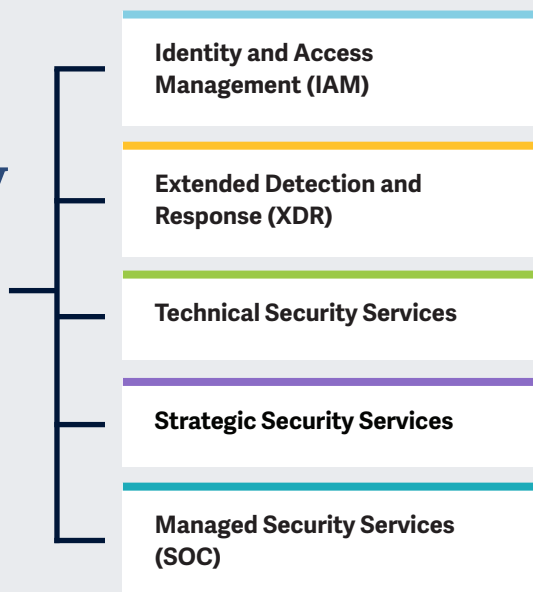 Identity and Access
Management (IAM)
Extended Detection and
Response (XDR)
Technical Security Services
Strategic Security Services
Managed Security Services
(SOC)